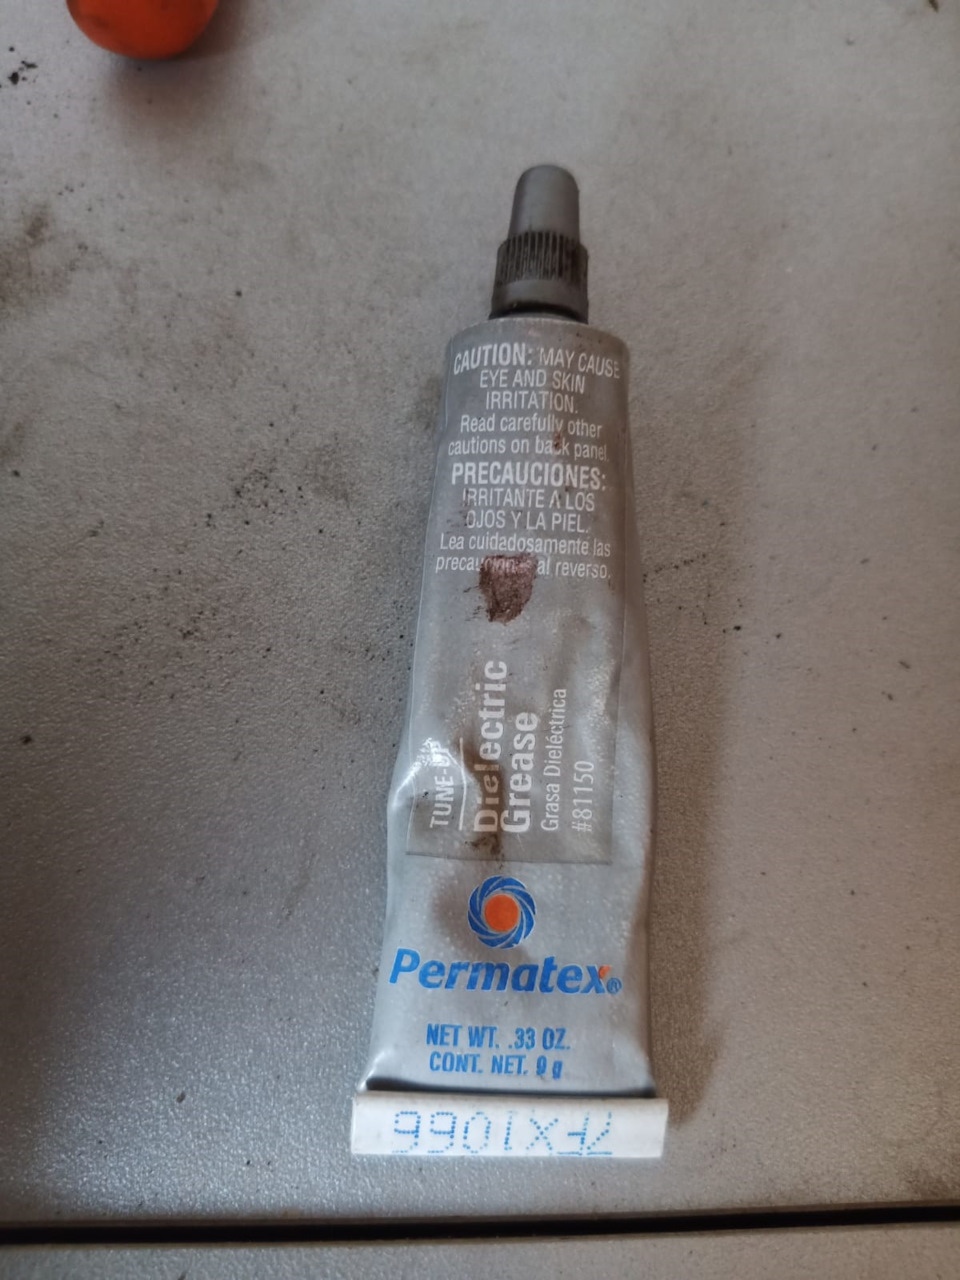 CAUTION: MAY CAUSE
EYE AND SKIN
IRRITATION.
Read carefully other
cautions on back panel.
PRECAUCIONES:
IRRITANTE A LOS
OJOS Y LA PIEL.
Lea cuidadosamente las
precauciones al reverso.
TUNE-UP
Dielectric
Grease
Grasa Dieléctrica
#81150
Permatex®
NET WT. .33 OZ.
CONT. NET. 9 g
7FX1066